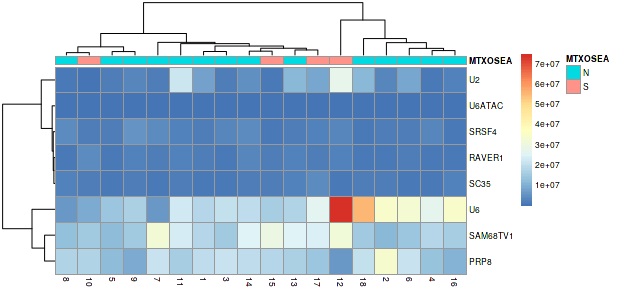 MTXOSEA
U2
U6ATAC
SRSF4
RAVER1
SC35
U6
SAM68TV1
PRP8
8 10 5 9 7 11 1 3 14 15 13 17 12 18 2 6 4 16
7e+07
6e+07
5e+07
4e+07
3e+07
2e+07
1e+07
MTXOSEA
N
S